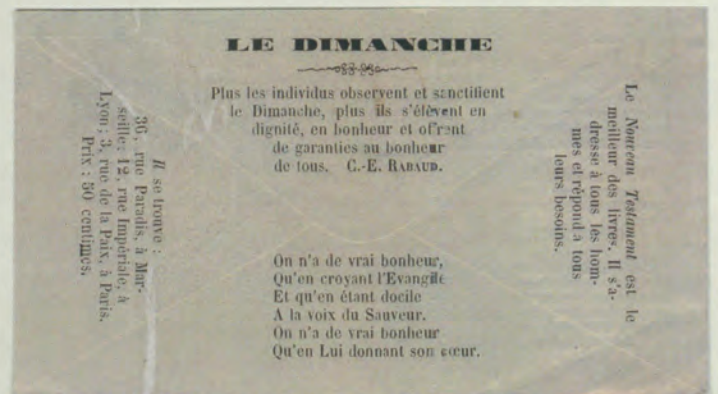 LE DIMANCHE
Plus les individus observent et sanctifient
le Dimanche, plus ils s'élèvent en
dignité, en bonheur et offrent
de garanties au bonheur
de tous. C.-E. RABAUD.
On n'a de vrai bonheur,
Qu'en croyant l'Evangile
Et qu'en étant docile
A la voix du Sauveur.
On n'a de vrai bonheur
Qu'en Lui donnant son cœur.
Il se trouve :
36, rue Paradis, à Mar-
seille; 12, rue Impériale, à
Lyon; 3, rue de la Paix, à Paris.
Prix : 50 centimes.
Le Nouveau Testament est le
meilleur des livres. Il s'a-
dresse à tous les hom-
mes et répond à tous
leurs besoins.